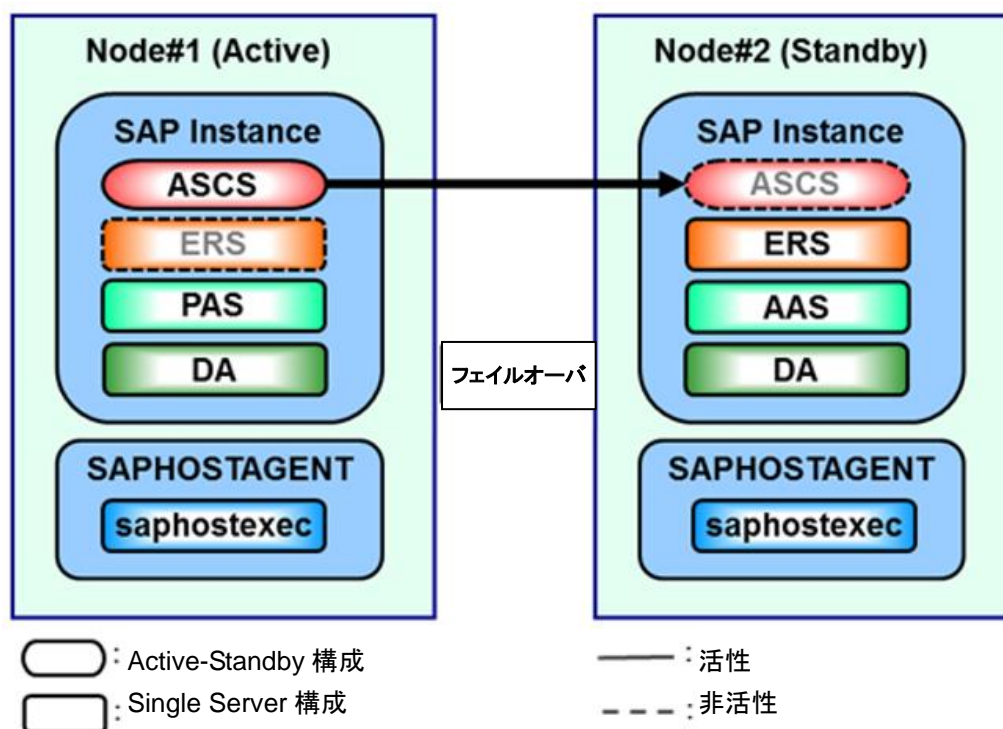 Node#1 (Active)
SAP Instance
ASCS
ERS
PAS
DA
SAPHOSTAGENT
saphostexec
フェイルオーバ
Node#2 (Standby)
SAP Instance
ASCS
ERS
AAS
DA
SAPHOSTAGENT
saphostexec
: Active-Standby 構成
: Single Server 構成
: 活性
: 非活性